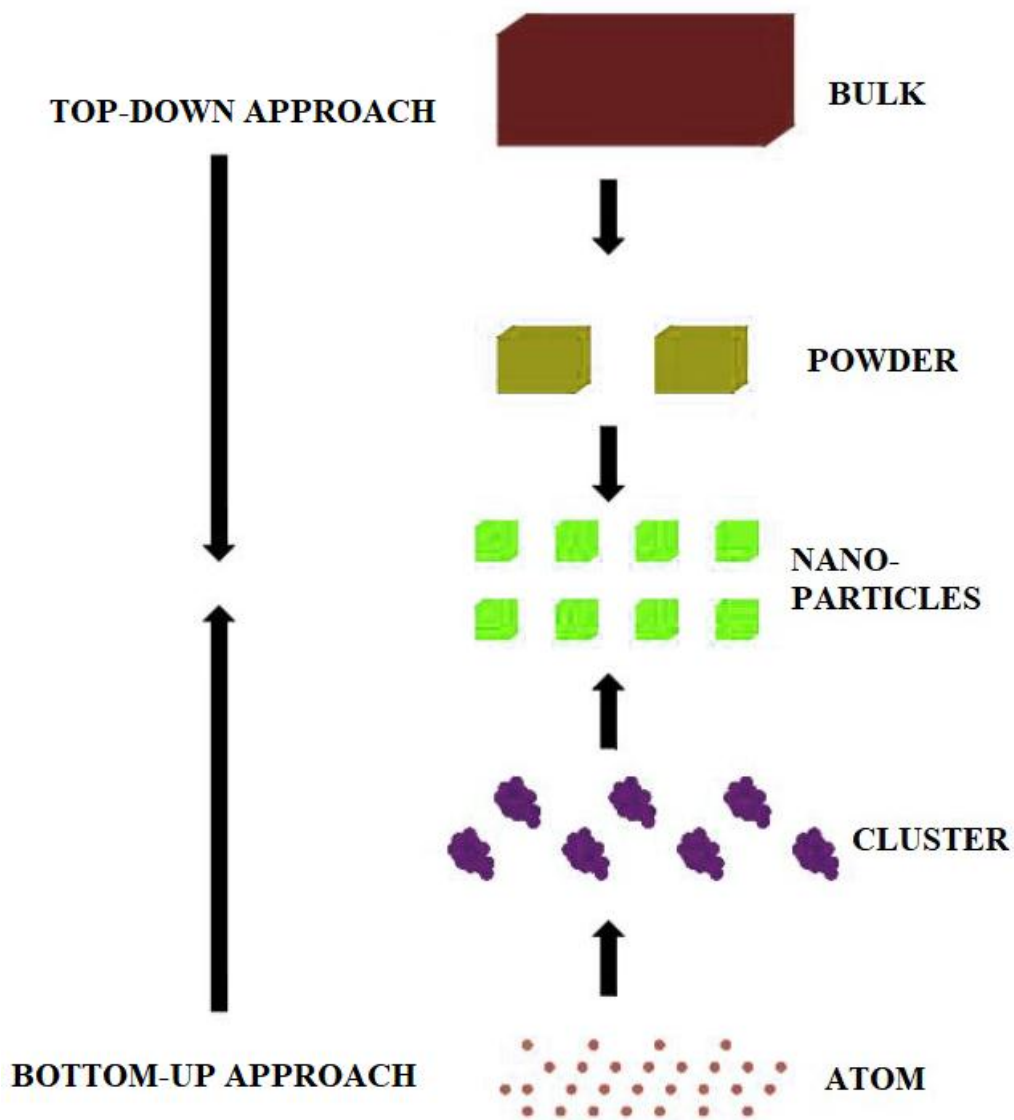 TOP-DOWN APPROACH
BULK
POWDER
NANO-
PARTICLES
CLUSTER
BOTTOM-UP APPROACH
ATOM